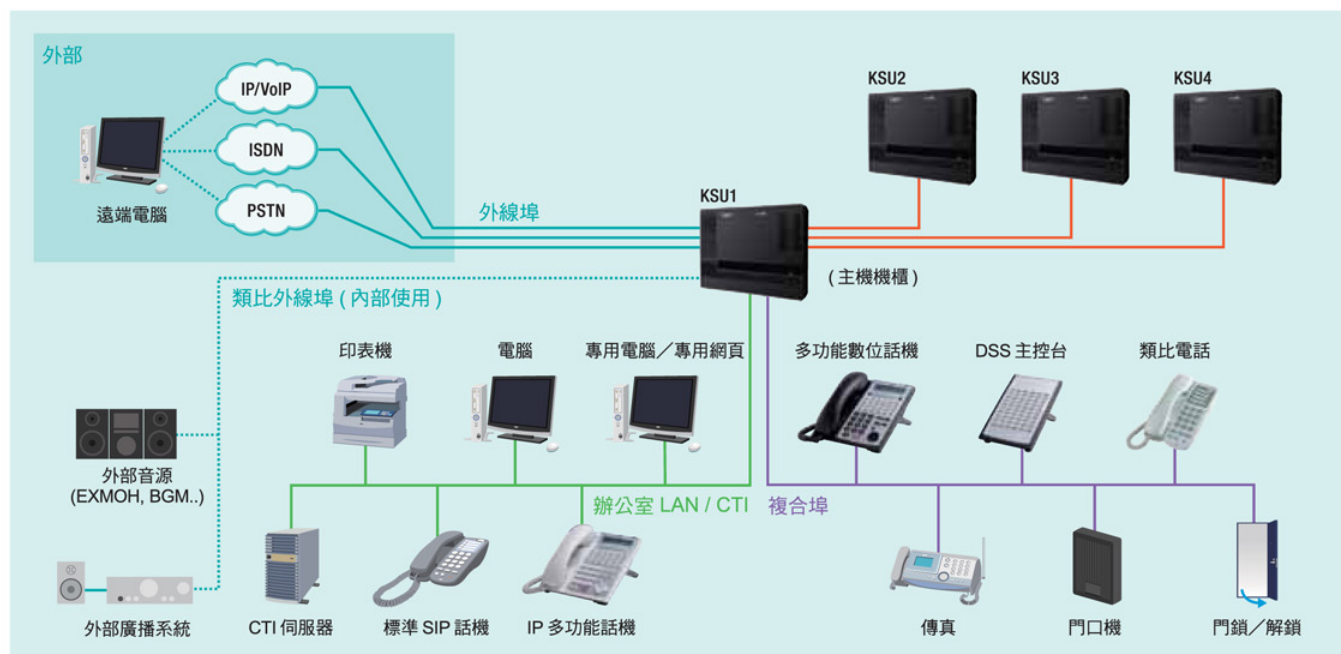 外部
IP/VoIP
ISDN
PSTN
遠端電腦
外線埠
KSU1
KSU2
KSU3
KSU4
(主機機櫃)
類比外線埠 (內部使用)
印表機
電腦
專用電腦／專用網頁
多功能數位話機
DSS 主控台
類比電話
外部音源
(EXMOH, BGM..)
辦公室 LAN / CTI
複合埠
外部廣播系統
CTI 伺服器
標準 SIP 話機
IP 多功能話機
傳真
門口機
門鎖／解鎖